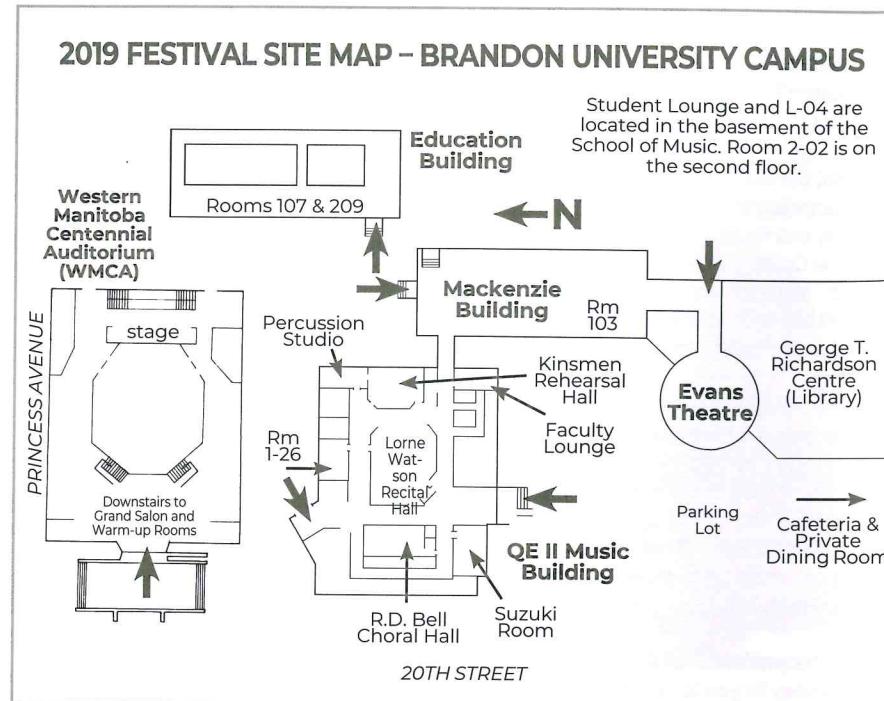 2019 FESTIVAL SITE MAP – BRANDON UNIVERSITY CAMPUS
Student Lounge and L-04 are
located in the basement of the
School of Music. Room 2-02 is on
the second floor.
Education
Building
Rooms 107 & 209
N
Western
Manitoba
Centennial
Auditorium
(WMCA)
PRINCESS AVENUE
stage
Downstairs to
Grand Salon and
Warm-up Rooms
Mackenzie
Building
Rm
103
Percussion
Studio
Kinsmen
Rehearsal
Hall
Faculty
Lounge
Rm
1-26
Lorne
Wat-
son
Recital
Hall
Evans
Theatre
George T.
Richardson
Centre
(Library)
Parking
Lot
Cafeteria &
Private
Dining Room
QE II Music
Building
R.D. Bell
Choral Hall
Suzuki
Room
20TH STREET